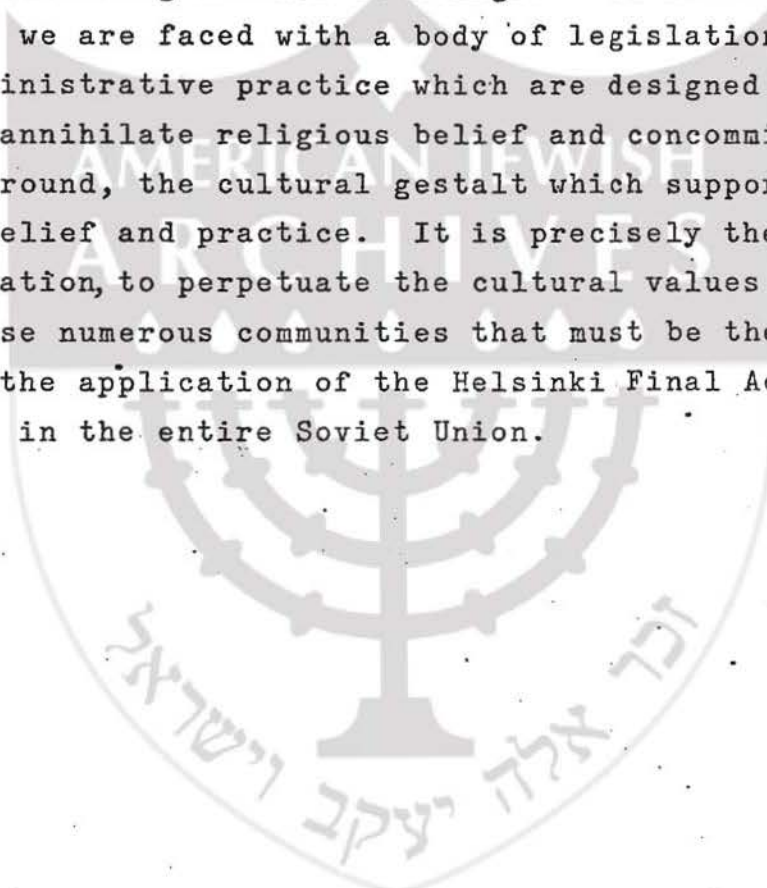 we are faced with a body of legislation
inistrative practice which are designed
annihilate religious belief and concommi
round, the cultural gestalt which suppor
elief and practice. It is precisely the
ation, to perpetuate the cultural values
se numerous communities that must be the
the application of the Helsinki Final Ac
in the entire Soviet Union.
AMERICAN JEWISH
ARCHIVES
זכר אלה יעקב וישראל